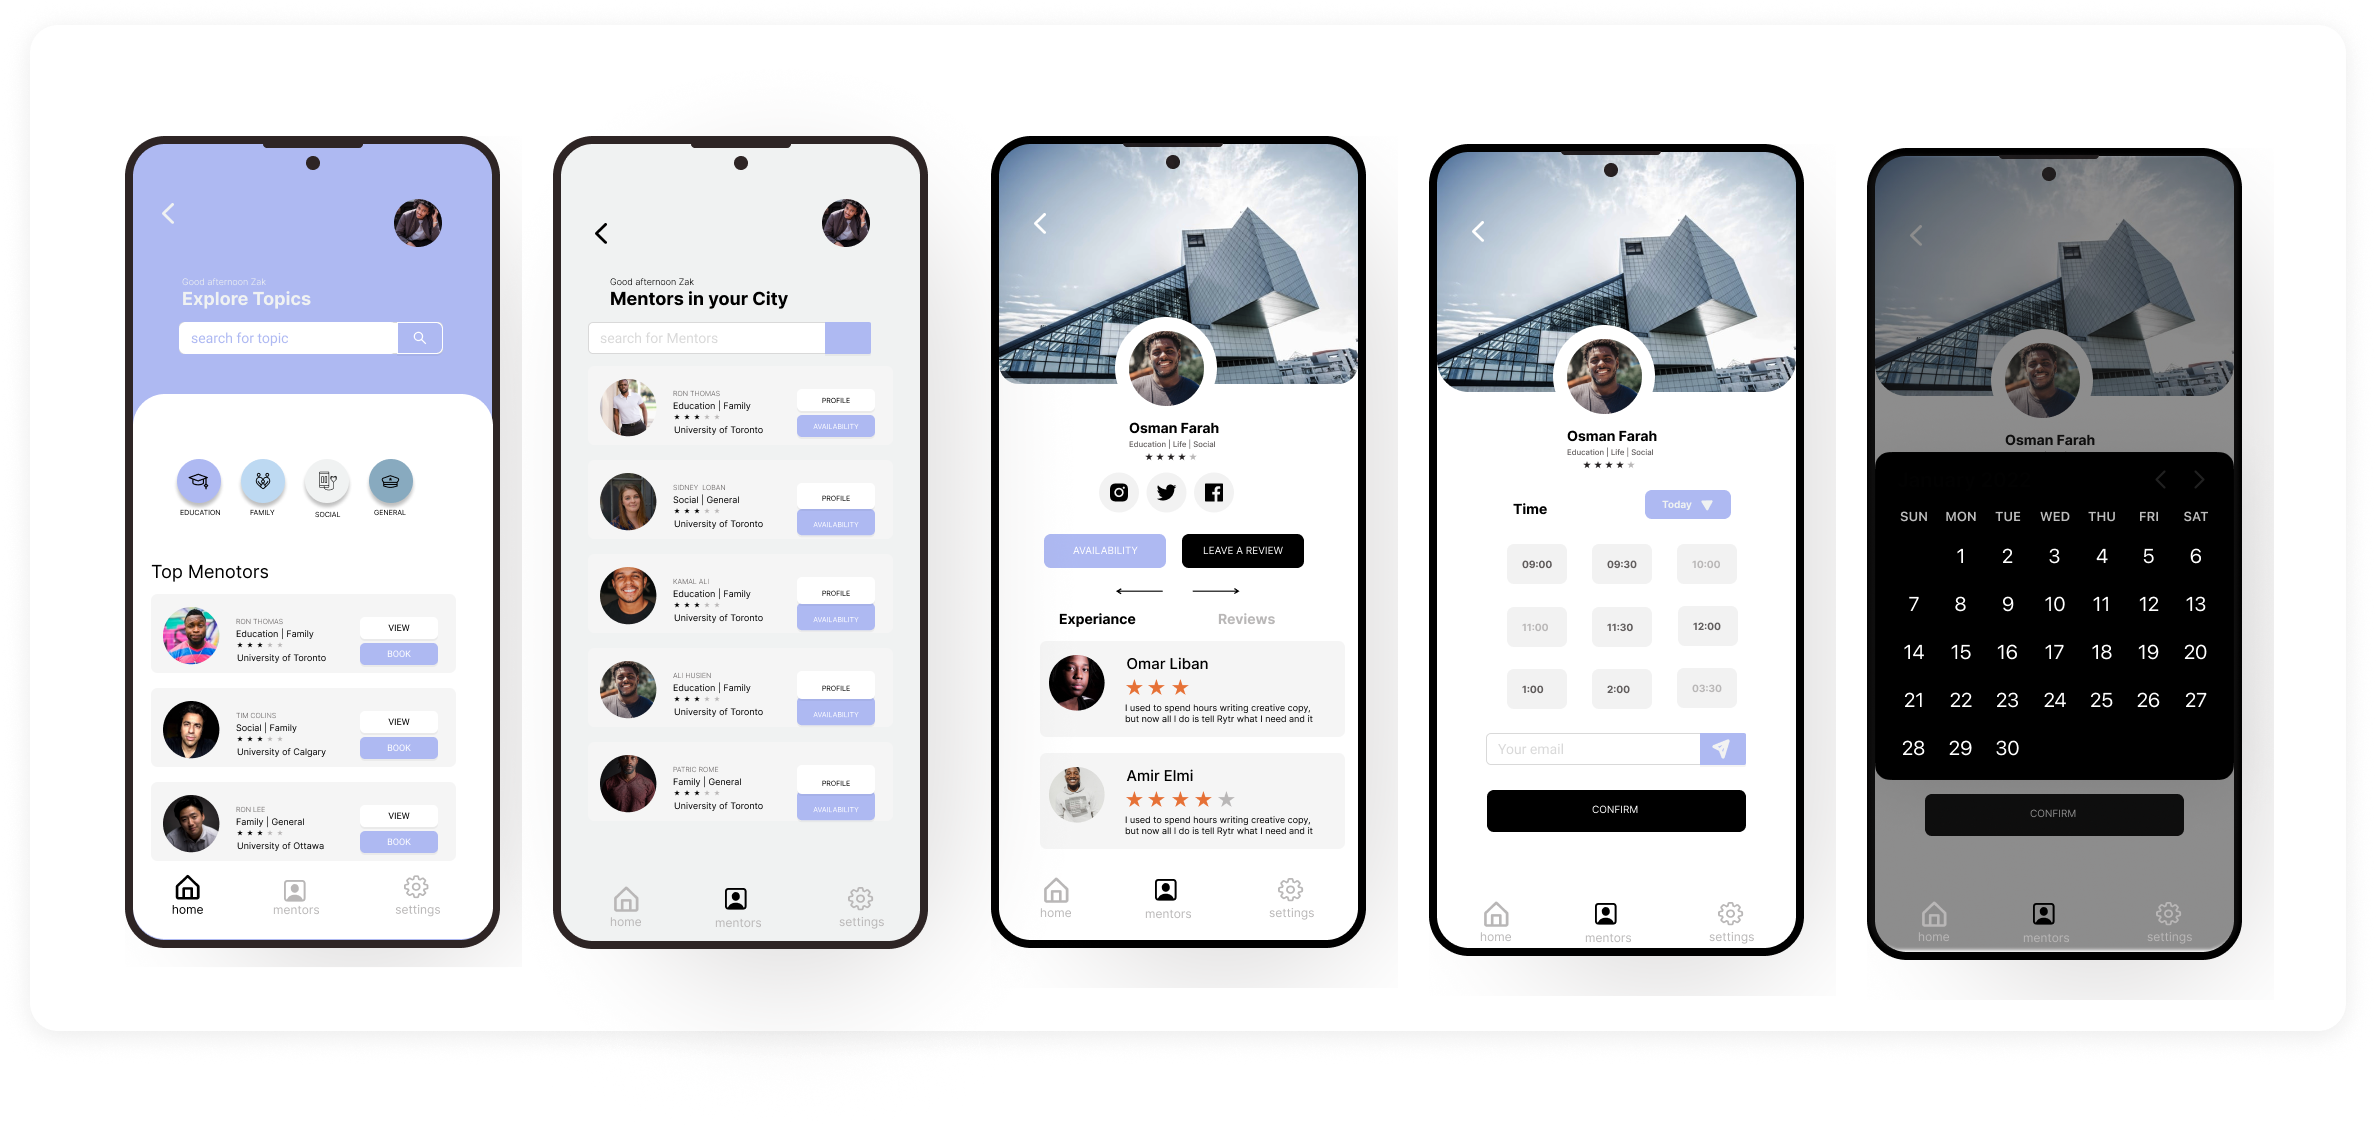 Good afternoon Zak
Explore Topics
search for topic
EDUCATION
FAMILY
SOCIAL
GENERAL
Top Menotors
RON THOMAS
Education | Family
University of Toronto
VIEW
BOOK
TIM COLINS
Social | Family
University of Calgary
VIEW
BOOK
RON LEE
Family | General
University of Ottawa
VIEW
BOOK
home
mentors
settings
Good afternoon Zak
Mentors in your City
search for Mentors
RON THOMAS
Education | Family
University of Toronto
PROFILE
AVAILABILITY
SIDNEY LOBAN
Social | General
University of Toronto
PROFILE
AVAILABILITY
KAMAL ALI
Education | Family
University of Toronto
PROFILE
AVAILABILITY
ALI HUSIEN
Education | Family
University of Toronto
PROFILE
AVAILABILITY
PATRIC ROME
Family | General
University of Toronto
PROFILE
AVAILABILITY
home
mentors
settings
Osman Farah
Education | Life | Social
AVAILABILITY
LEAVE A REVIEW
Experiance
Reviews
Omar Liban
I used to spend hours writing creative copy,
but now all I do is tell Rytr what I need and it
Amir Elmi
I used to spend hours writing creative copy,
but now all I do is tell Rytr what I need and it
home
mentors
settings
Osman Farah
Education | Life | Social
Time
Today
09:00 09:30 10:00
11:00 11:30 12:00
1:00 2:00 03:30
Your email
CONFIRM
home
mentors
settings
Osman Farah
SUN MON TUE WED THU FRI SAT
1 2 3 4 5 6
7 8 9 10 11 12 13
14 15 16 17 18 19 20
21 22 23 24 25 26 27
28 29 30
CONFIRM
home
mentors
settings